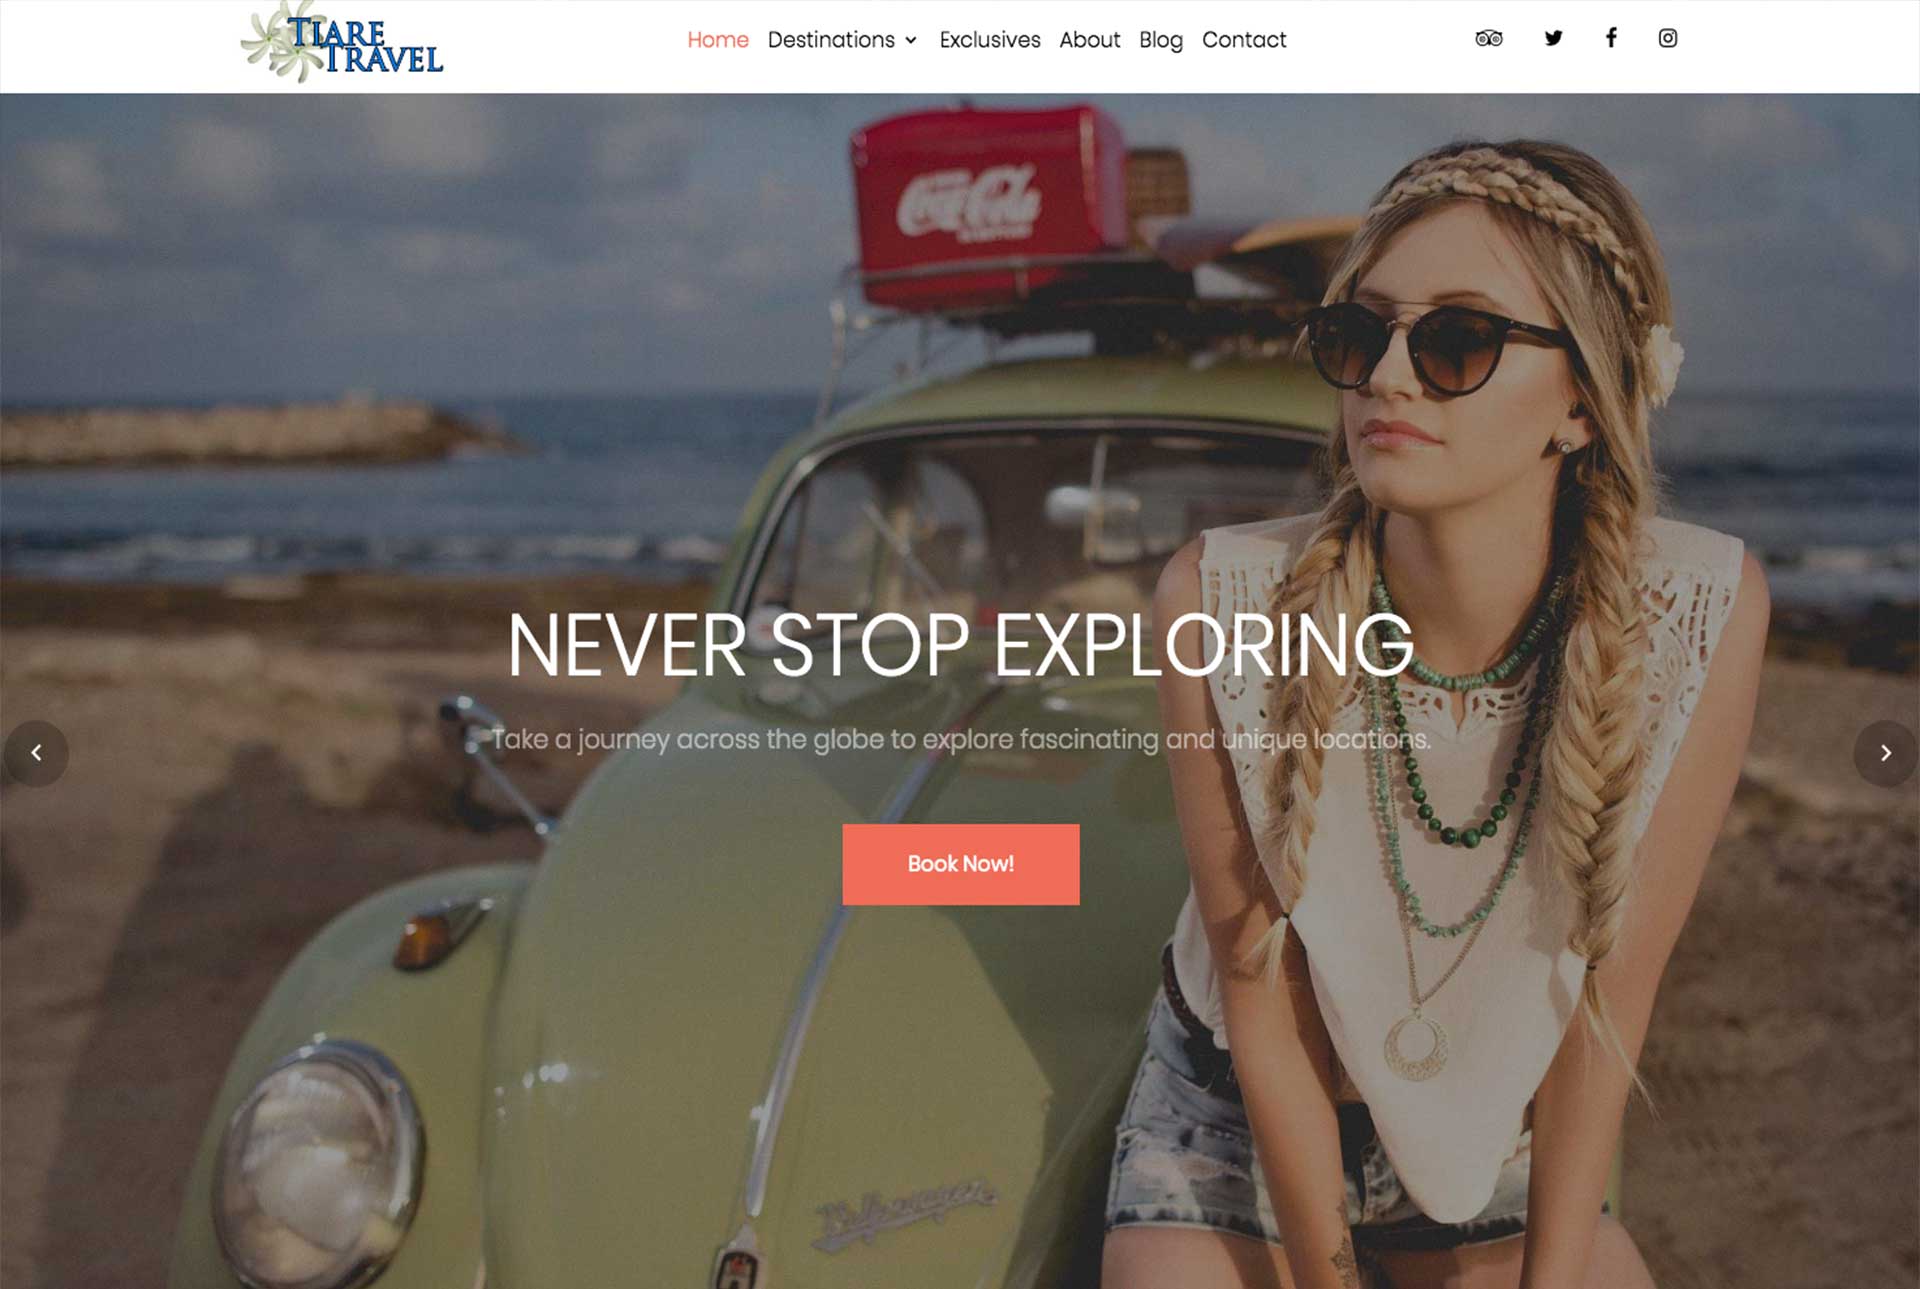 TIARE
TRAVEL
Home Destinations Exclusives About Blog Contact
Coca-Cola
NEVER STOP EXPLORING
Take a journey across the globe to explore fascinating and unique locations.
Book Now!
Volkswagen